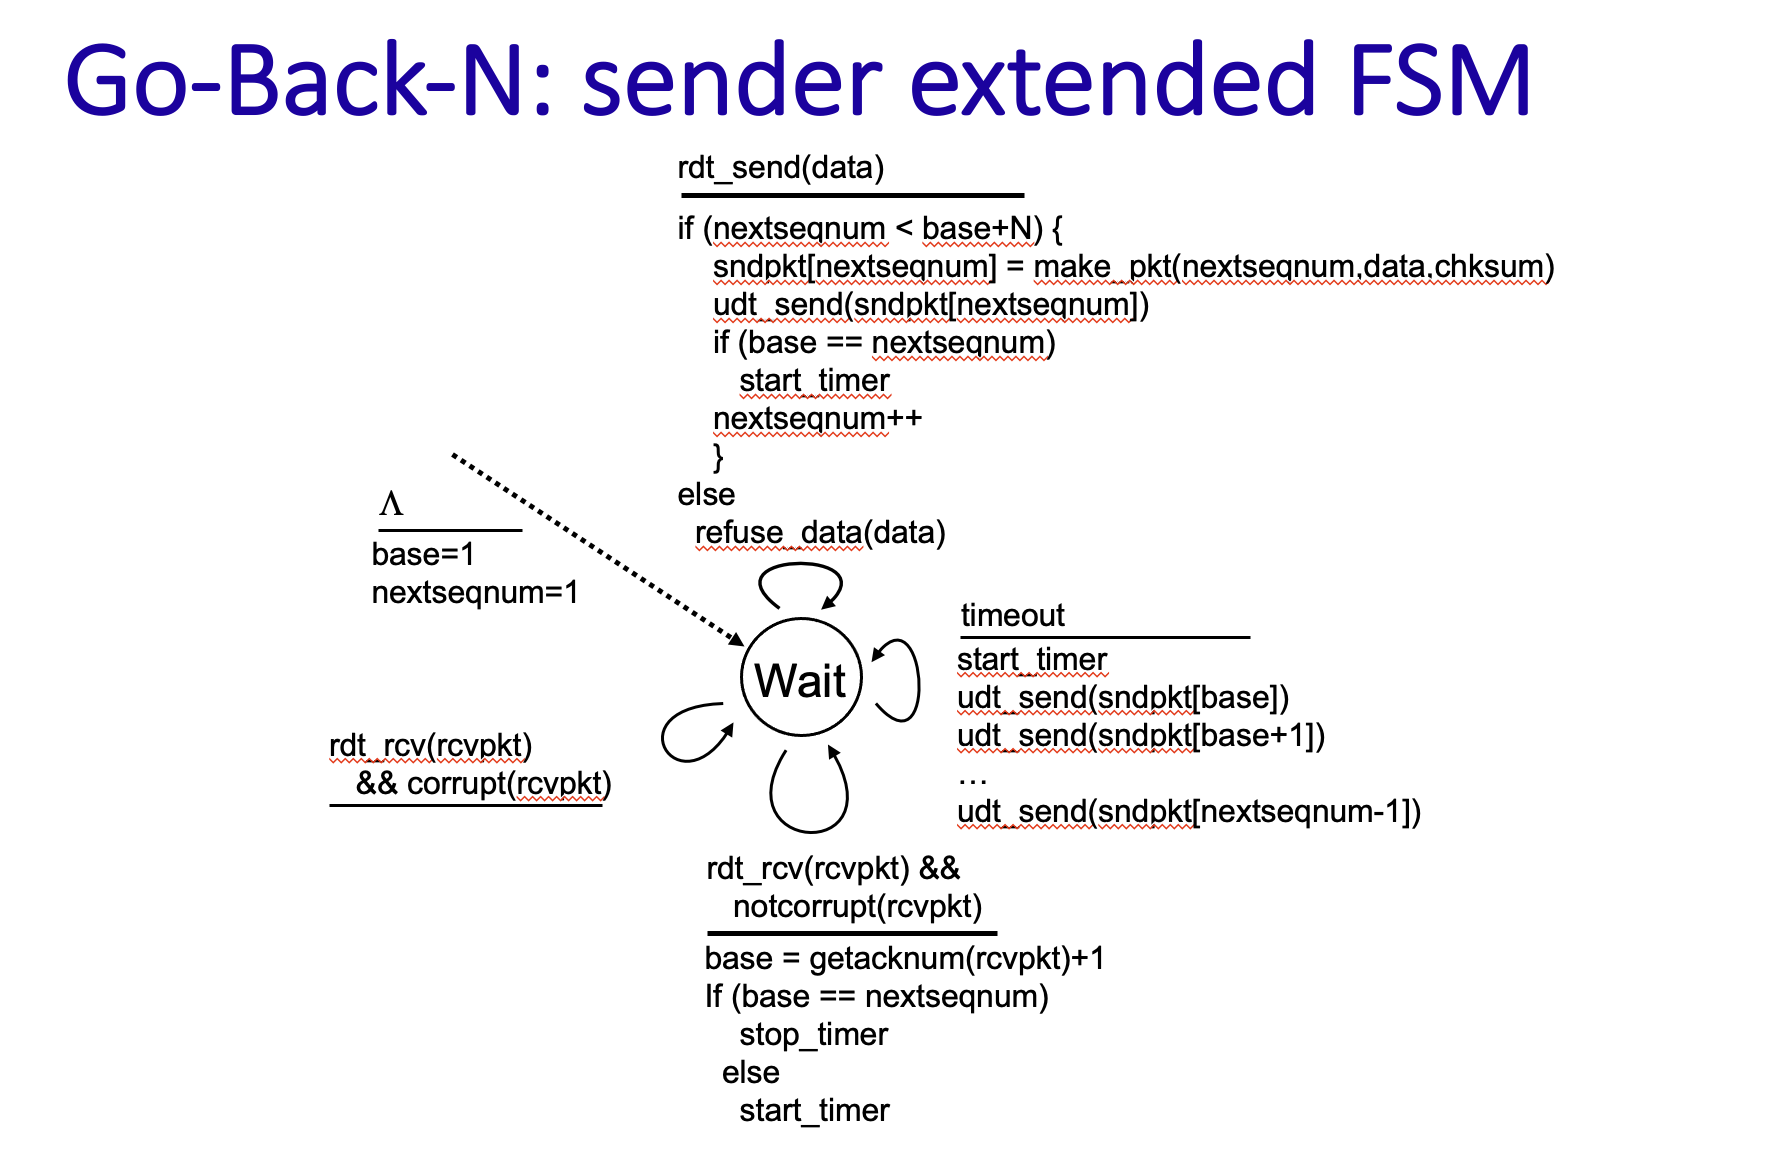 Go-Back-N: sender extended FSM
rdt_send(data)
if (nextseqnum < base+N) {
sndpkt[nextseqnum] = make_pkt(nextseqnum,data,chksum)
udt_send(sndpkt[nextseqnum])
if (base == nextseqnum)
start_timer
nextseqnum++
}
else
refuse_data(data)
Λ
base=1
nextseqnum=1
Wait
timeout
start_timer
udt_send(sndpkt[base])
udt_send(sndpkt[base+1])
…
udt_send(sndpkt[nextseqnum-1])
rdt_rcv(rcvpkt)
&& corrupt(rcvpkt)
rdt_rcv(rcvpkt) &&
notcorrupt(rcvpkt)
base = getacknum(rcvpkt)+1
If (base == nextseqnum)
stop_timer
else
start_timer